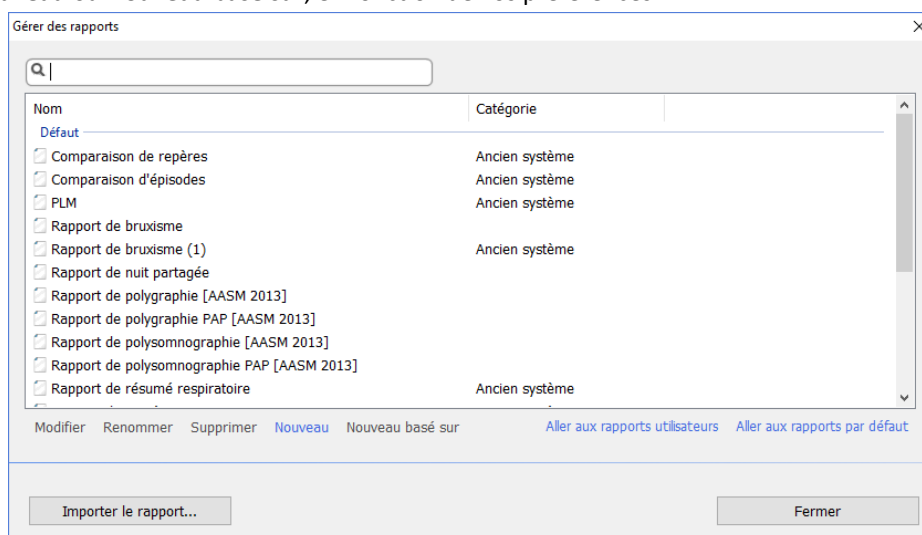 Gérer des rapports
Nom Catégorie
Défaut
Comparaison de repères Ancien système
Comparaison d'épisodes Ancien système
PLM Ancien système
Rapport de bruxisme
Rapport de bruxisme (1) Ancien système
Rapport de nuit partagée
Rapport de polygraphie [AASM 2013]
Rapport de polygraphie PAP [AASM 2013]
Rapport de polysomnographie [AASM 2013]
Rapport de polysomnographie PAP [AASM 2013]
Rapport de résumé respiratoire Ancien système
Modifier Renommer Supprimer Nouveau Nouveau basé sur Aller aux rapports utilisateurs Aller aux rapports par défaut
Importer le rapport... Fermer